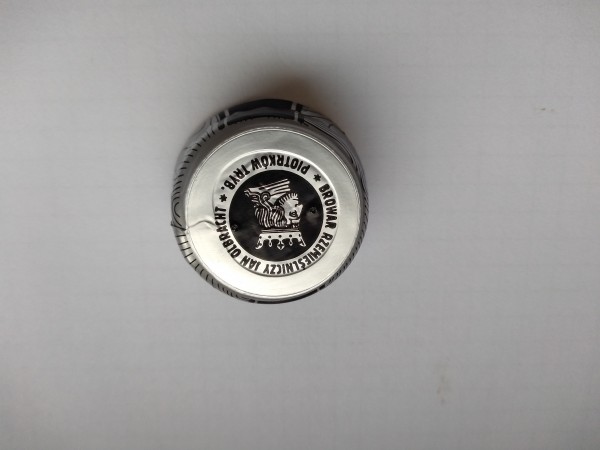 BROWAR RZEMIEŚLNICZY JAN OLBRACHT
PIOTRKÓW TRYB.